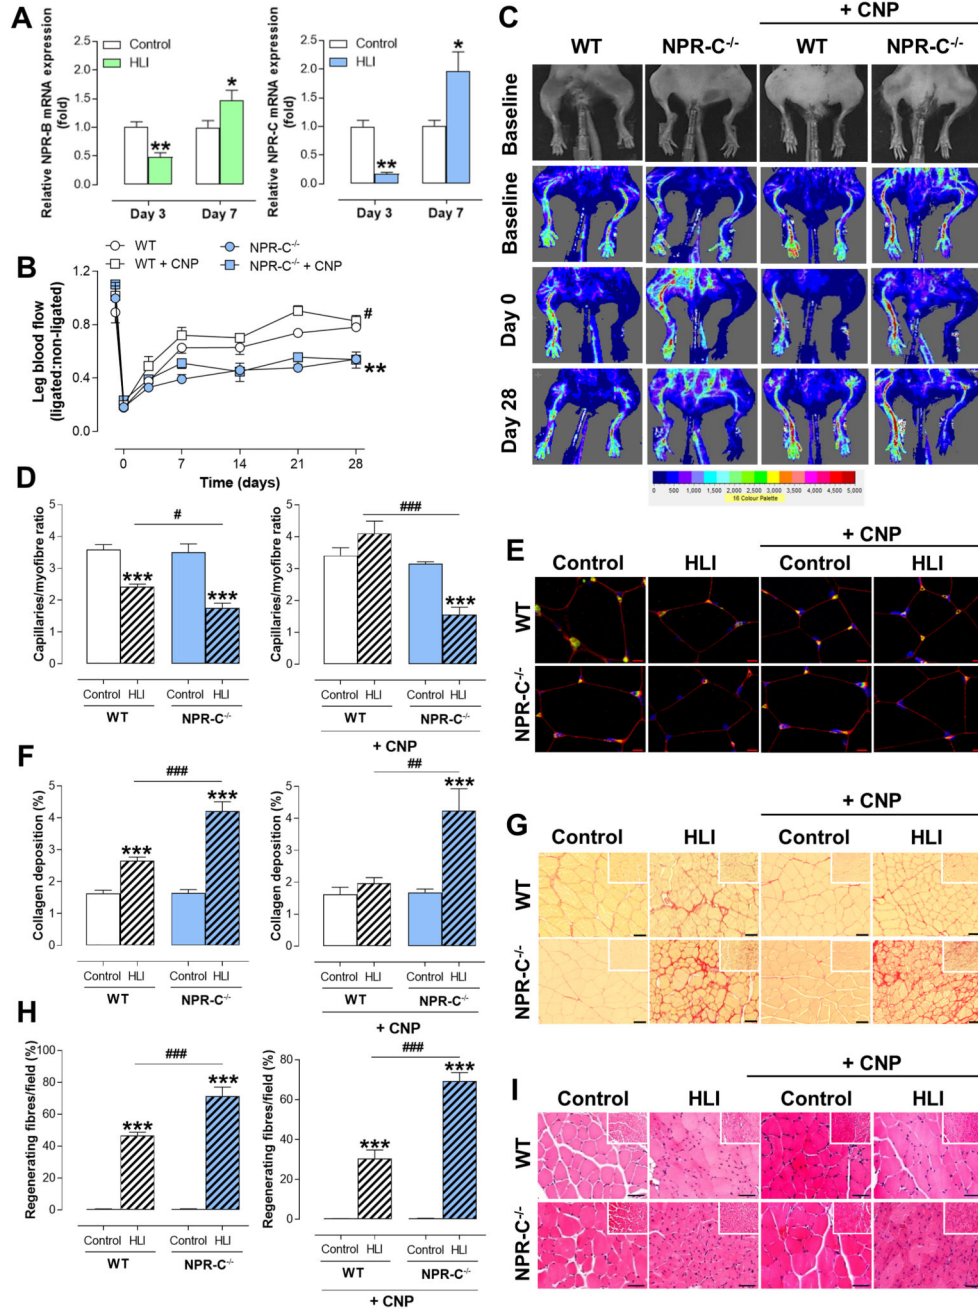 A
Relative NPR-B mRNA expression
(fold)
2.5
2.0
1.5
1.0
0.5
0.0
Control
HLI
**
*
Day 3
Day 7
Relative NPR-C mRNA expression
(fold)
2.5
2.0
1.5
1.0
0.5
0.0
Control
HLI
**
*
Day 3
Day 7
B
WT
WT + CNP
NPR-C-/-
NPR-C-/- + CNP
Leg blood flow
(ligated:non-ligated)
1.2
0.8
0.4
0.0
#
**
0
7
14
21
28
Time (days)
C
+ CNP
WT
NPR-C-/-
WT
NPR-C-/-
Baseline
Baseline
Day 0
Day 28
0
500
1,000
1,500
2,000
2,500
3,000
3,500
4,000
4,500
5,000
16 Colour Palette
D
Capillaries/myofibre ratio
5
4
3
2
1
0
#
***
***
Control
HLI
Control
HLI
WT
NPR-C-/-
Capillaries/myofibre ratio
5
4
3
2
1
0
###
***
Control
HLI
Control
HLI
WT
NPR-C-/-
+ CNP
E
+ CNP
Control
HLI
Control
HLI
WT
NPR-C-/-
F
Collagen deposition (%)
5
4
3
2
1
0
###
***
***
Control
HLI
Control
HLI
WT
NPR-C-/-
Collagen deposition (%)
5
4
3
2
1
0
##
***
Control
HLI
Control
HLI
WT
NPR-C-/-
+ CNP
G
+ CNP
Control
HLI
Control
HLI
WT
NPR-C-/-
H
Regenerating fibres/field (%)
100
80
60
40
20
0
###
***
***
Control
HLI
Control
HLI
WT
NPR-C-/-
Regenerating fibres/field (%)
80
60
40
20
0
###
***
***
Control
HLI
Control
HLI
WT
NPR-C-/-
+ CNP
I
+ CNP
Control
HLI
Control
HLI
WT
NPR-C-/-